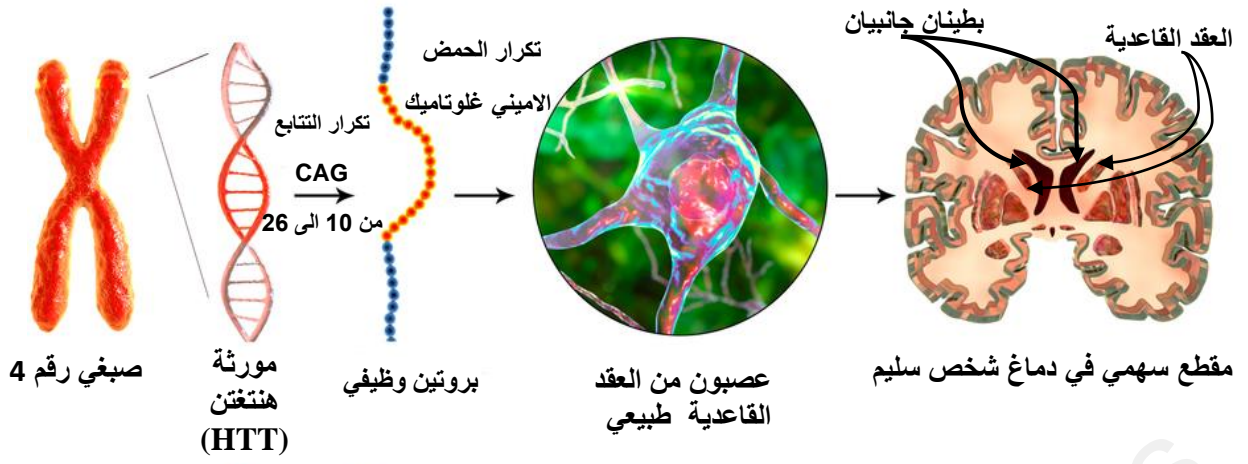 بطينان جانبيان
العقد القاعدية
تكرار الحمض
الاميني غلوتاميك
تكرار التتابع
CAG
من 10 الى 26
صبغي رقم 4
مورثة
هنتغتن
(HTT)
بروتين وظيفي
عصبون من العقد
القاعدية طبيعي
مقطع سهمي في دماغ شخص سليم